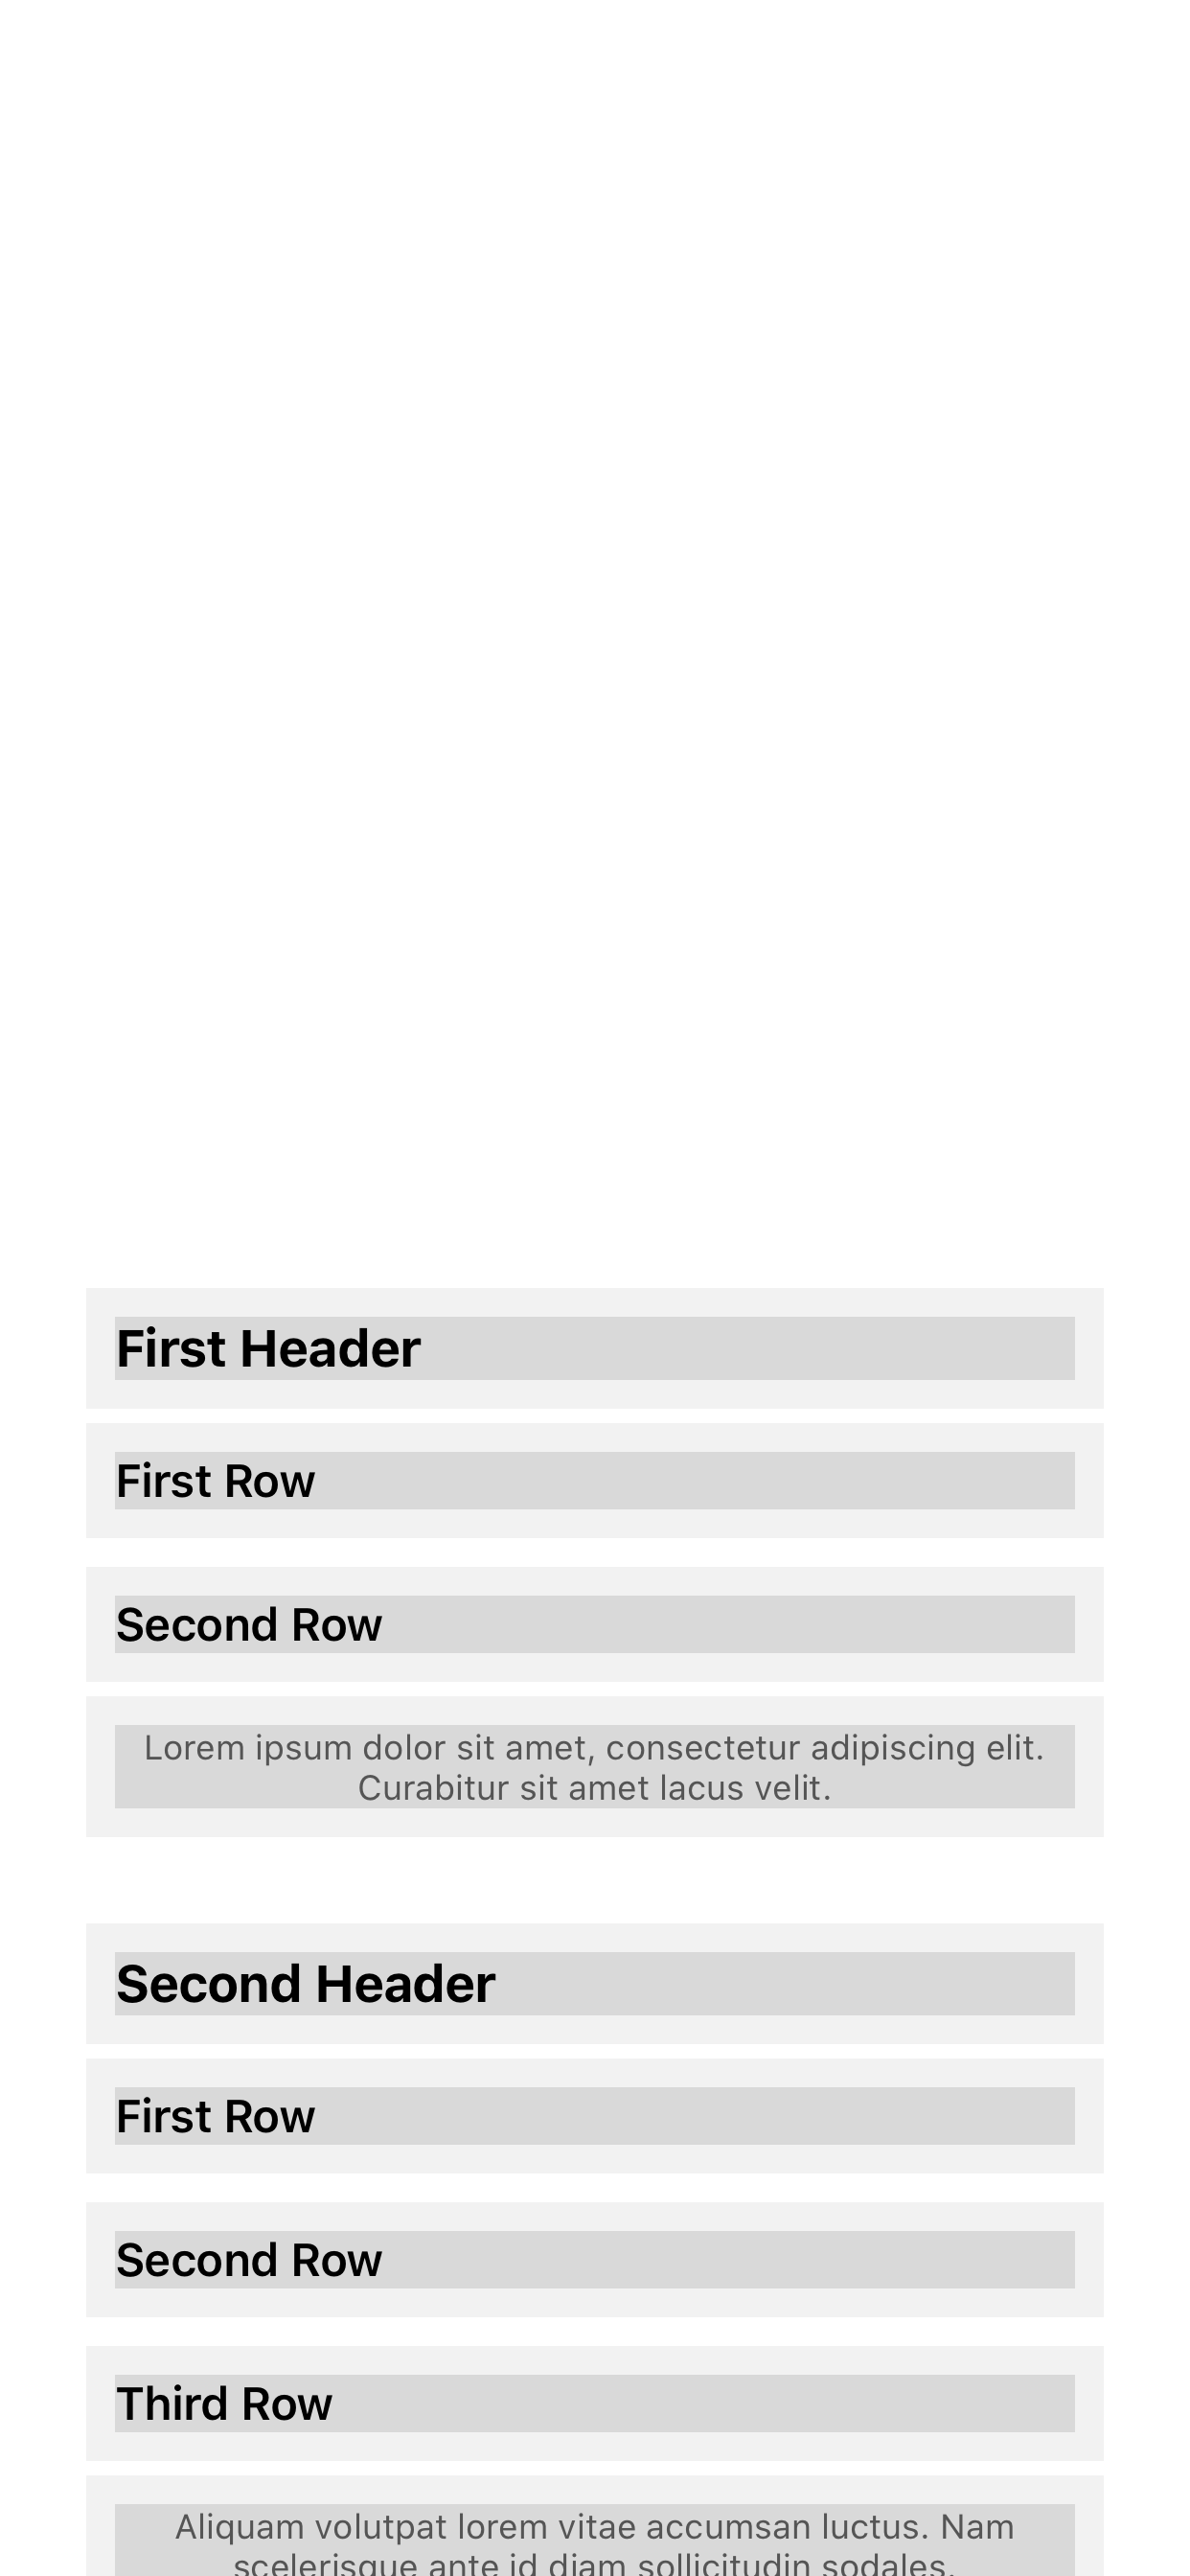 First Header
First Row
Second Row
Lorem ipsum dolor sit amet, consectetur adipiscing elit.
Curabitur sit amet lacus velit.
Second Header
First Row
Second Row
Third Row
Aliquam volutpat lorem vitae accumsan luctus. Nam
scelerisque ante id diam sollicitudin sodales.